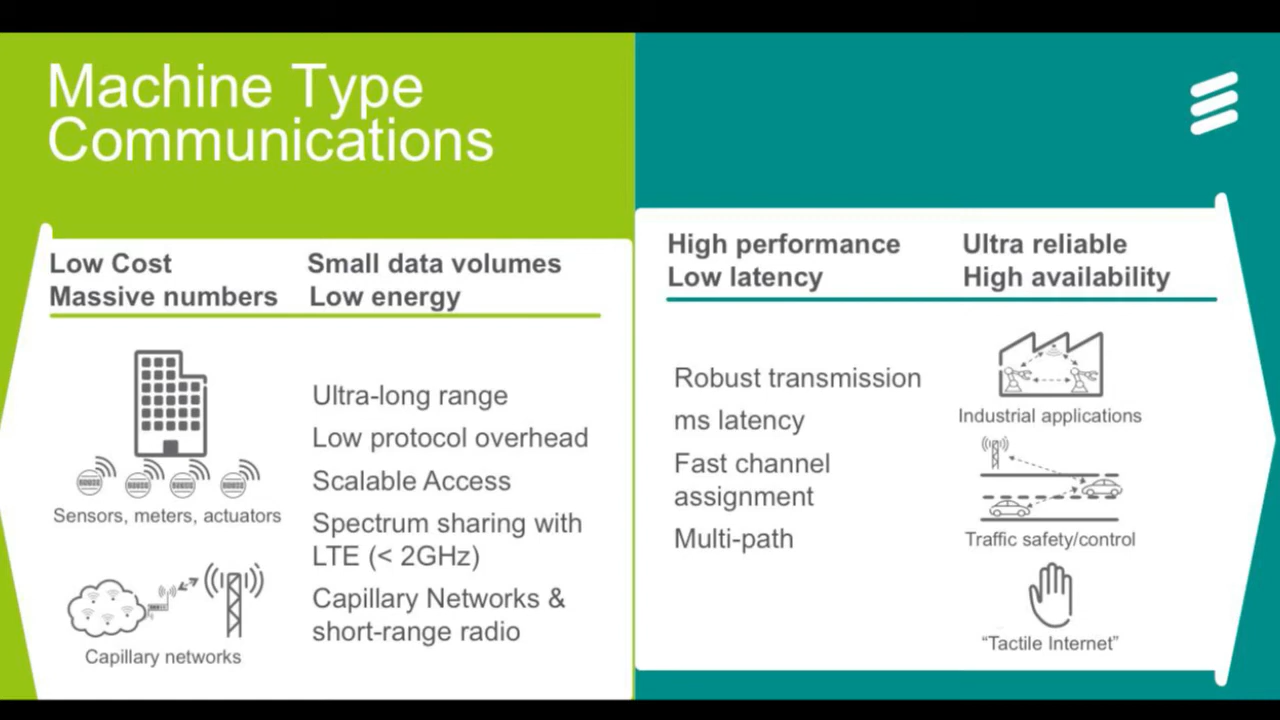 Machine Type
Communications
Low Cost
Massive numbers
Small data volumes
Low energy
Sensors, meters, actuators
Capillary networks
Ultra-long range
Low protocol overhead
Scalable Access
Spectrum sharing with
LTE (< 2GHz)
Capillary Networks &
short-range radio
High performance
Low latency
Ultra reliable
High availability
Robust transmission
ms latency
Fast channel
assignment
Multi-path
Industrial applications
Traffic safety/control
“Tactile Internet”